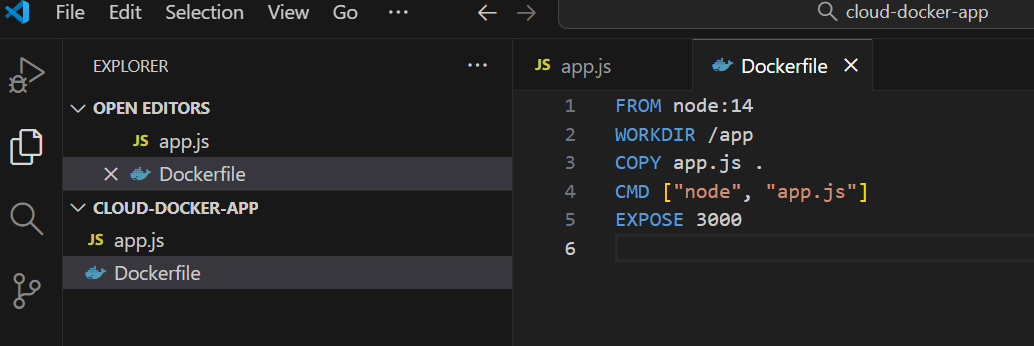 File Edit Selection View Go ··· ← → cloud-docker-app
EXPLORER ···
OPEN EDITORS
JS app.js
Dockerfile
CLOUD-DOCKER-APP
JS app.js
Dockerfile
JS app.js Dockerfile
1 FROM node:14
2 WORKDIR /app
3 COPY app.js .
4 CMD ["node", "app.js"]
5 EXPOSE 3000
6